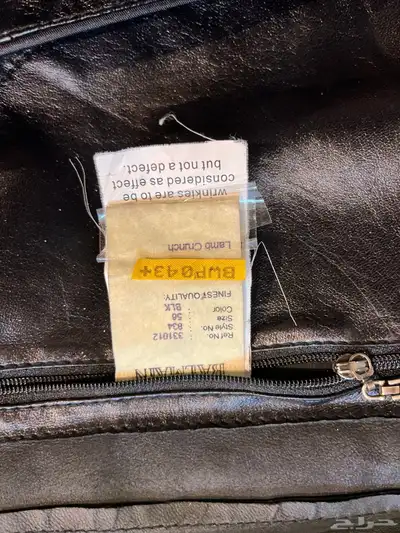 BALMAIN
Ref No. 331012
Style No. 834
Size 56
Color BLK
FINEST QUALITY
BWP043+
Lamb Crunch
wrinkles are to be
considered as effect
but not a defect.
حراج